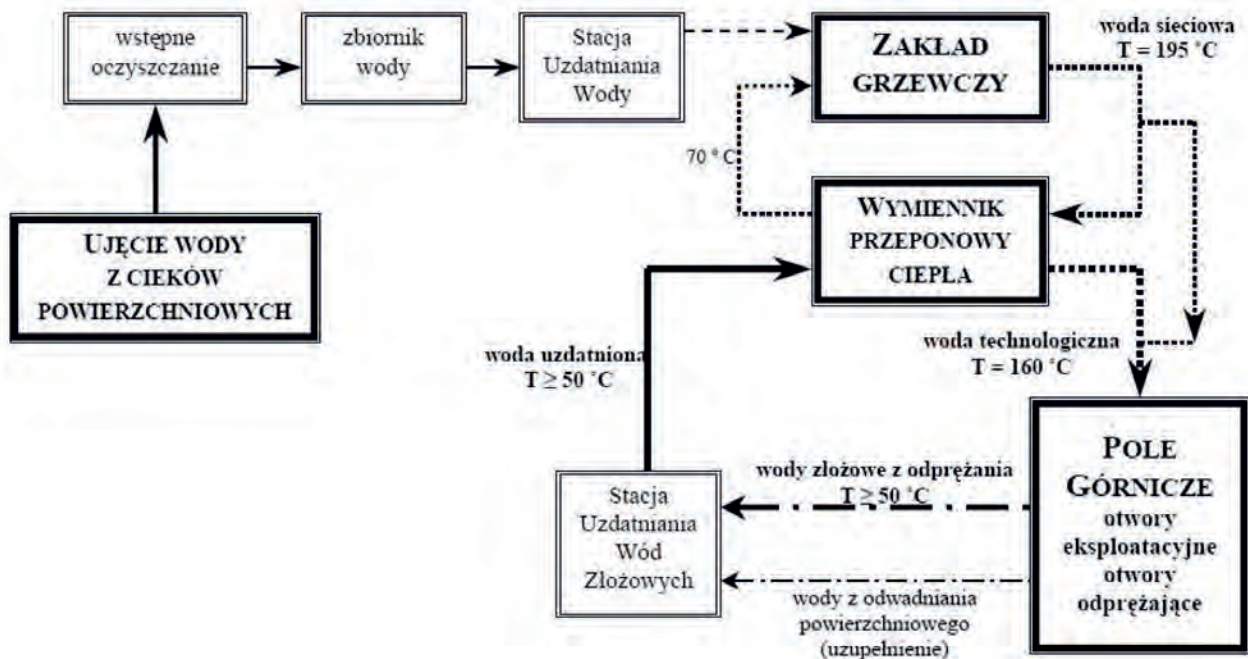 wstępne
oczyszczanie
zbiornik
wody
Stacja
Uzdatniania
Wody
ZAKŁAD
GRZEWCZY
woda sieciowa
T = 195 °C
70 ° C
UJĘCIE WODY
Z CIEKÓW
POWIERZCHNIOWYCH
WYMIENNIK
PRZEPONOWY
CIEPŁA
woda uzdatniona
T ≥ 50 °C
woda technologiczna
T = 160 °C
wody złożowe z odprężania
T ≥ 50 °C
Stacja
Uzdatniania
Wód
Złożowych
wody z odwadniania
powierzchniowego
(uzupełnienie)
POLE
GÓRNICZE
otwory
eksploatacyjne
otwory
odprężające